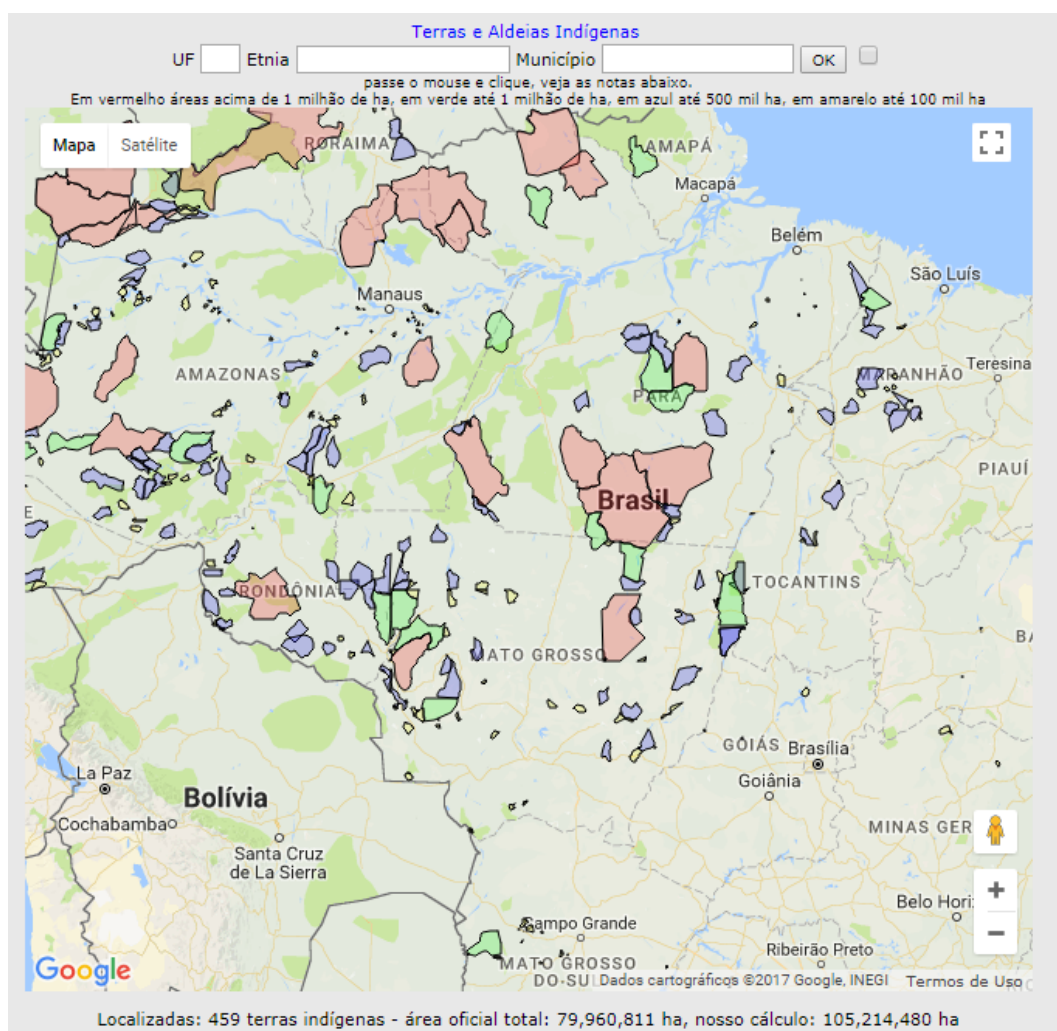 Terras e Aldeias Indígenas
UF Etnia Município OK
passe o mouse e clique, veja as notas abaixo.
Em vermelho áreas acima de 1 milhão de ha, em verde até 1 milhão de ha, em azul até 500 mil ha, em amarelo até 100 mil ha
Mapa Satélite
RORAIMA
AMAPÁ
Macapá
Belém
São Luís
Manaus
Teresina
AMAZONAS
MARANHÃO
PARÁ
PIAUÍ
Brasil
E
RONDÔNIA
TOCANTINS
BA
MATO GROSSO
GOIÁS
Brasília
La Paz
Goiânia
Bolívia
Cochabamba
MINAS GER
Santa Cruz
de La Sierra
Belo Hori
Campo Grande
Ribeirão Preto
MATO GROSSO
DO SUL
Google
Dados cartográficos ©2017 Google, INEGI Termos de Uso
Localizadas: 459 terras indígenas - área oficial total: 79,960,811 ha, nosso cálculo: 105,214,480 ha